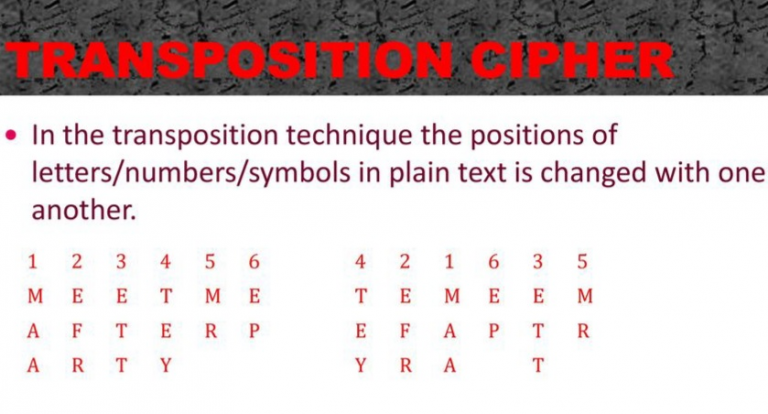 TRANSPOSITION CIPHER
• In the transposition technique the positions of
letters/numbers/symbols in plain text is changed with one
another.
1 2 3 4 5 6
M E E T M E
A F T E R P
A R T Y
4 2 1 6 3 5
T E M E E M
E F A P T R
Y R A T